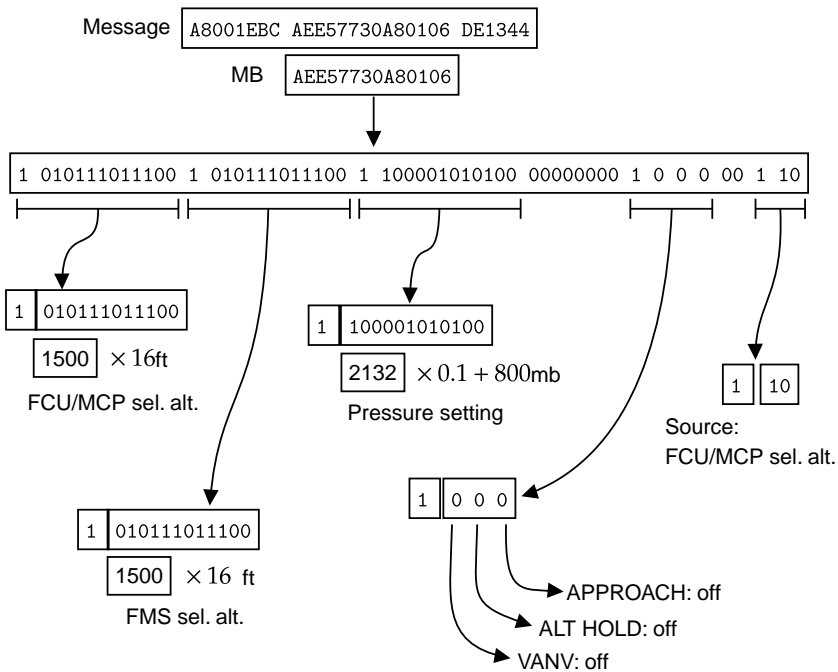 Message A8001EBC AEE57730A80106 DE1344
MB AEE57730A80106
1 010111011100 1 010111011100 1 100001010100 00000000 1 0 0 0 00 1 10
1 010111011100
1500 × 16ft
FCU/MCP sel. alt.
1 100001010100
2132 × 0.1 + 800mb
Pressure setting
1 10
Source:
FCU/MCP sel. alt.
1 010111011100
1500 × 16 ft
FMS sel. alt.
1 0 0 0
APPROACH: off
ALT HOLD: off
VANV: off